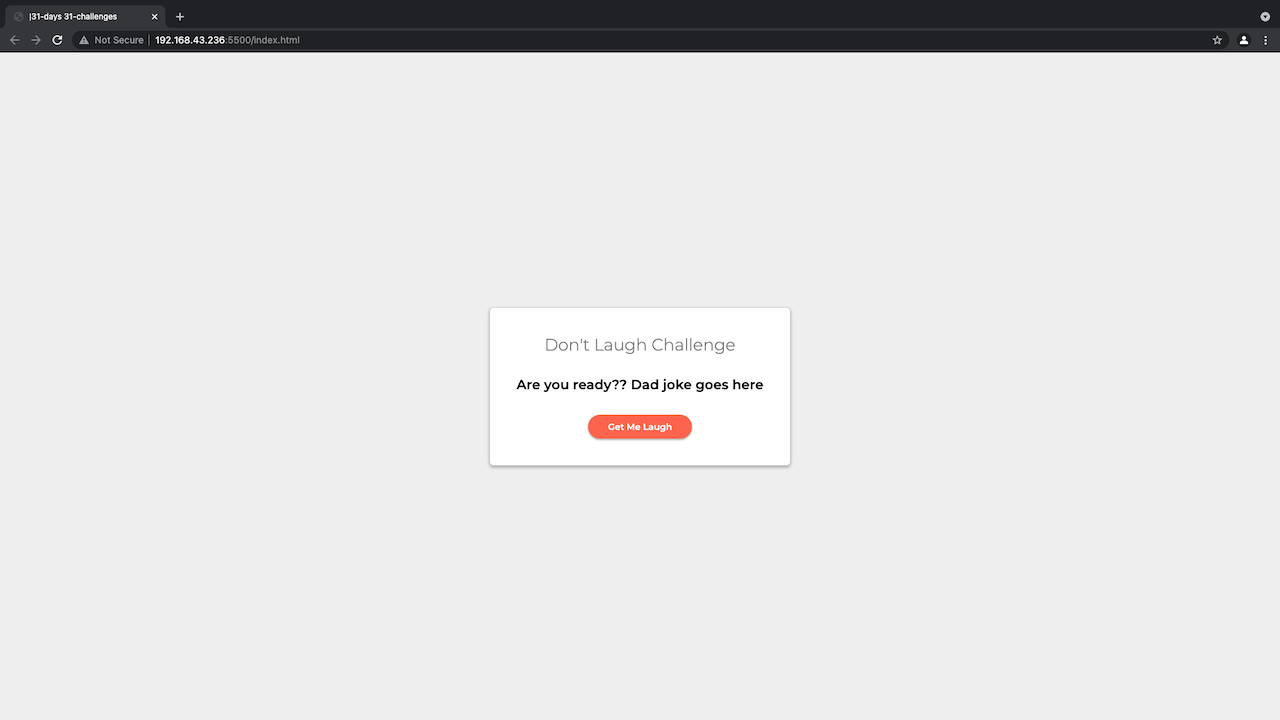 |31-days 31-challenges
Not Secure 192.168.43.236:5500/index.html
Don't Laugh Challenge
Are you ready?? Dad joke goes here
Get Me Laugh